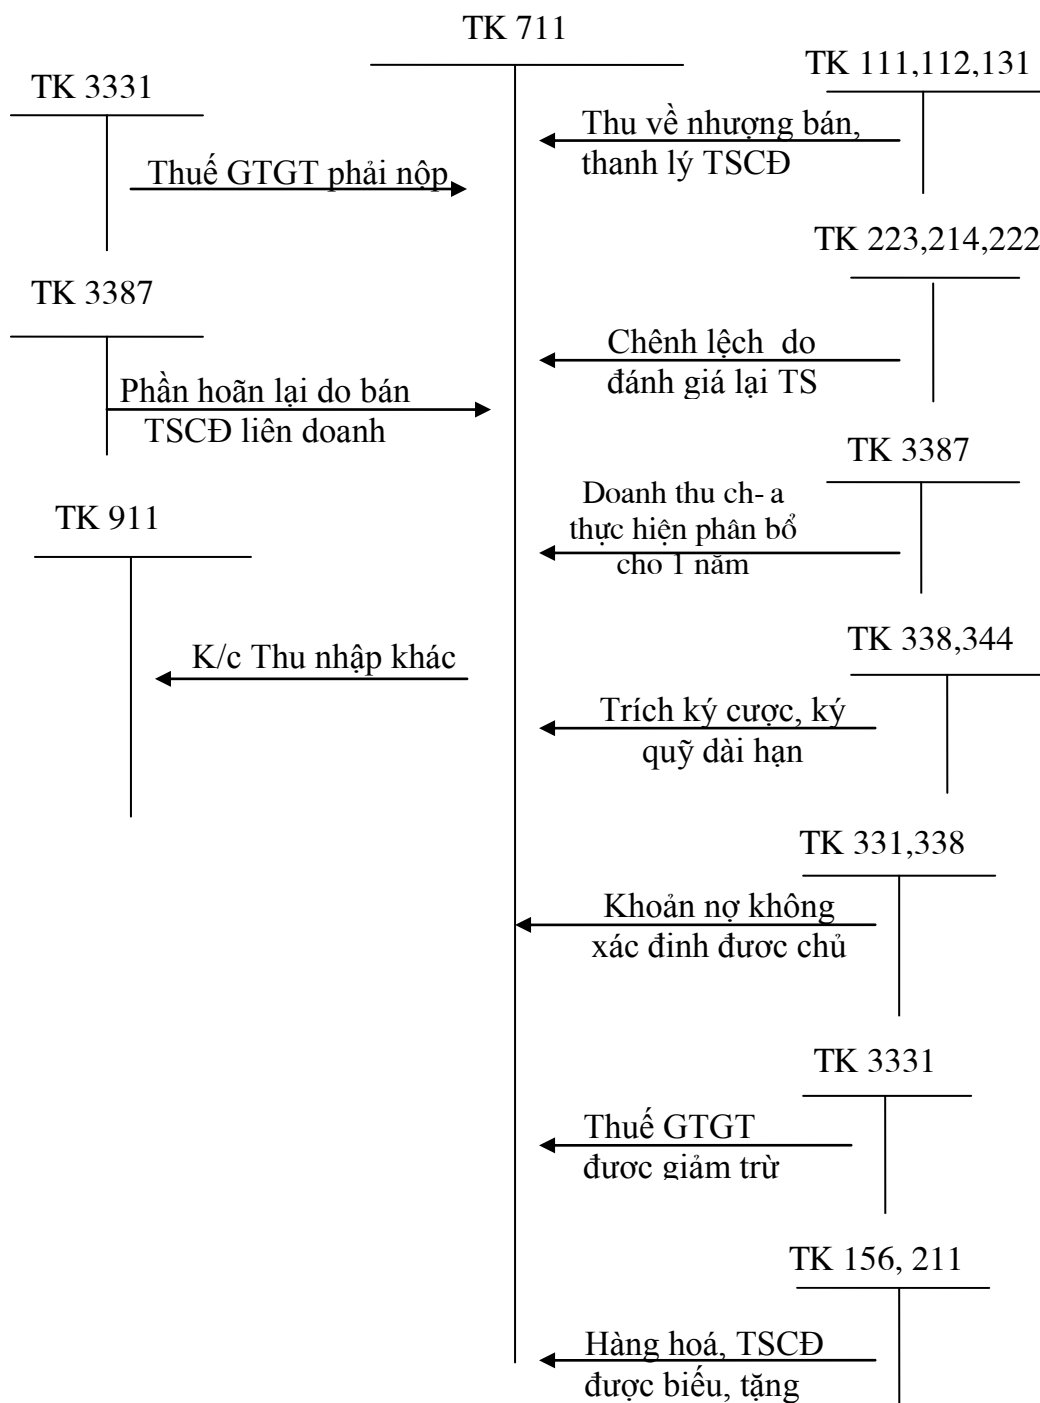 TK 711
TK 3331
Thuế GTGT phải nộp
TK 3387
Phần hoãn lại do bán
TSCĐ liên doanh
TK 911
K/c Thu nhập khác
TK 111,112,131
Thu về nhượng bán,
thanh lý TSCĐ
TK 223,214,222
Chênh lệch do
đánh giá lại TS
TK 3387
Doanh thu ch- a
thực hiện phân bổ
cho 1 năm
TK 338,344
Trích ký cược, ký
quỹ dài hạn
TK 331,338
Khoản nợ không
xác đinh đươc chủ
TK 3331
Thuế GTGT
đươc giảm trừ
TK 156, 211
Hàng hoá, TSCĐ
được biếu, tặng